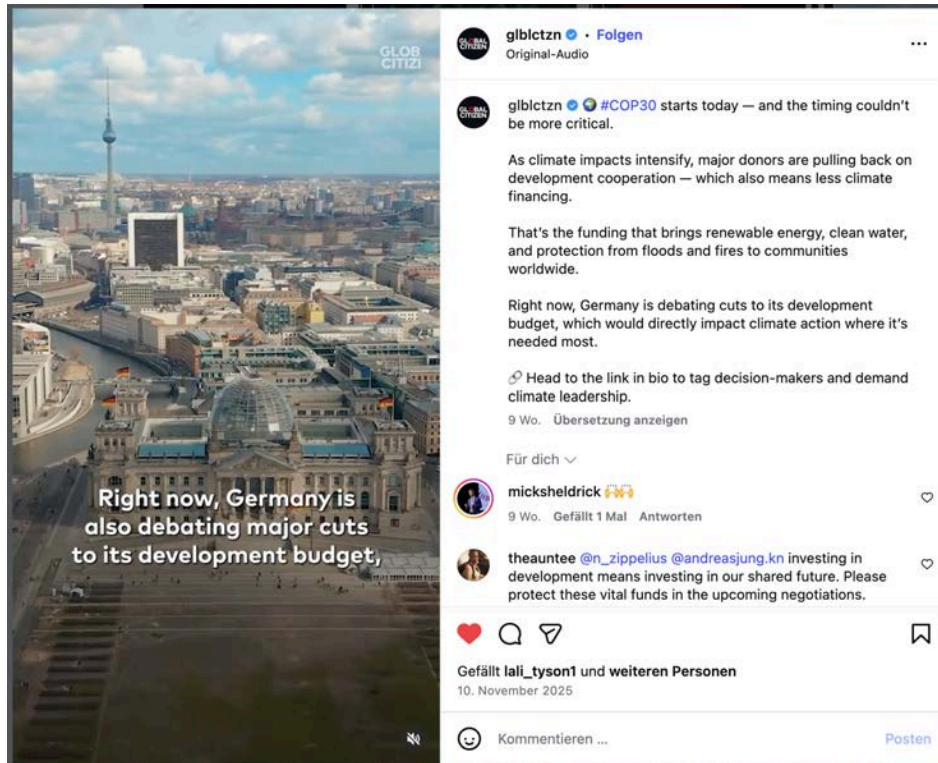 GLOB
CITIZI
Right now, Germany is
also debating major cuts
to its development budget,
GLOBAL
CITIZEN
glblctzn • Folgen
Original-Audio
GLOBAL
CITIZEN
glblctzn 🌍 #COP30 starts today — and the timing couldn't
be more critical.
As climate impacts intensify, major donors are pulling back on
development cooperation — which also means less climate
financing.
That's the funding that brings renewable energy, clean water,
and protection from floods and fires to communities
worldwide.
Right now, Germany is debating cuts to its development
budget, which would directly impact climate action where it's
needed most.
🔗 Head to the link in bio to tag decision-makers and demand
climate leadership.
9 Wo. Übersetzung anzeigen
Für dich
micksheldrick 🙌🙌
9 Wo. Gefällt 1 Mal Antworten
theauntee @n_zippelius @andreasjung.kn investing in
development means investing in our shared future. Please
protect these vital funds in the upcoming negotiations.
Gefällt lali_tyson1 und weiteren Personen
10. November 2025
Kommentieren ...
Posten